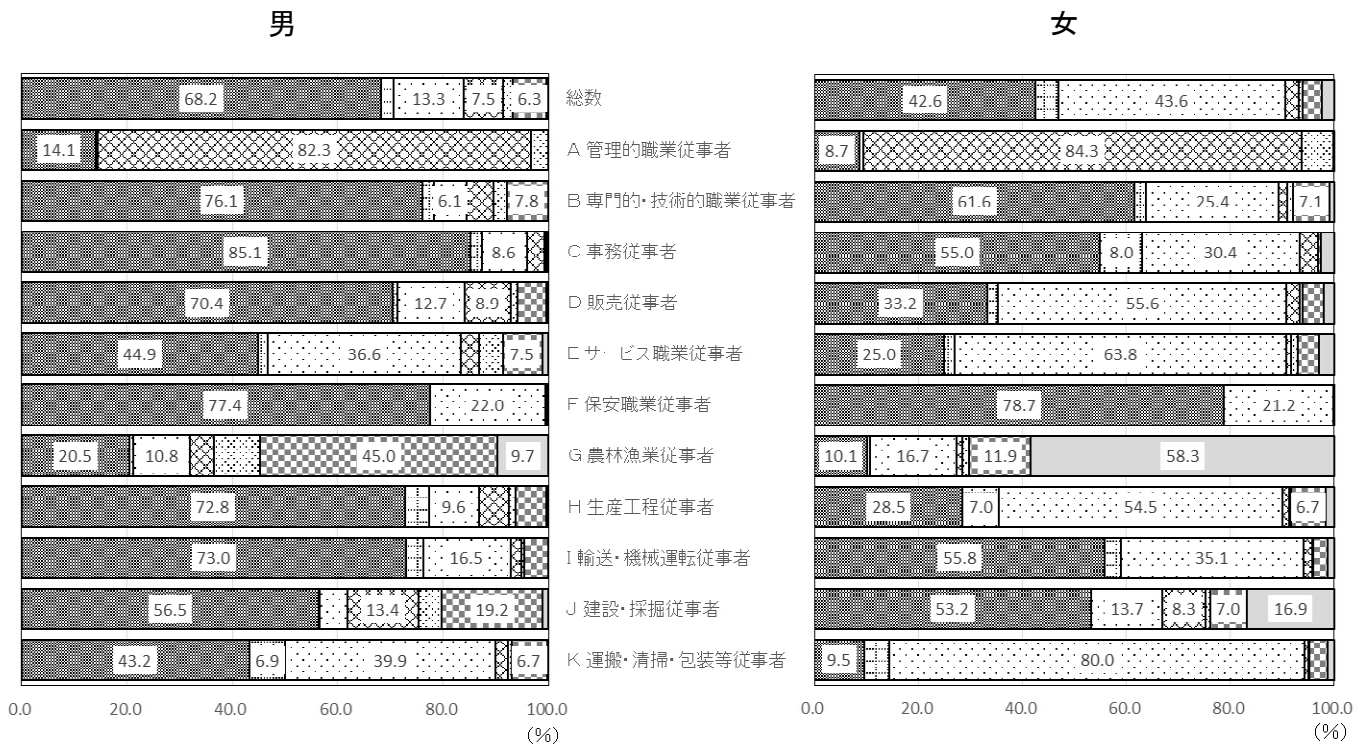 男 女
68.2 13.3 7.5 6.3 総数 42.6 43.6
14.1 82.3 A 管理的職業従事者 8.7 84.3
76.1 6.1 7.8 B 専門的・技術的職業従事者 61.6 25.4 7.1
85.1 8.6 C 事務従事者 55.0 8.0 30.4
70.4 12.7 8.9 D 販売従事者 33.2 55.6
44.9 36.6 7.5 E サービス職業従事者 25.0 63.8
77.4 22.0 F 保安職業従事者 78.7 21.2
20.5 10.8 45.0 9.7 G 農林漁業従事者 10.1 16.7 11.9 58.3
72.8 9.6 H 生産工程従事者 28.5 7.0 54.5 6.7
73.0 16.5 I 輸送・機械運転従事者 55.8 35.1
56.5 13.4 19.2 J 建設・採掘従事者 53.2 13.7 8.3 7.0 16.9
43.2 6.9 39.9 6.7 K 運搬・清掃・包装等従事者 9.5 80.0
0.0 20.0 40.0 60.0 80.0 100.0 0.0 20.0 40.0 60.0 80.0 100.0
(%) (%)